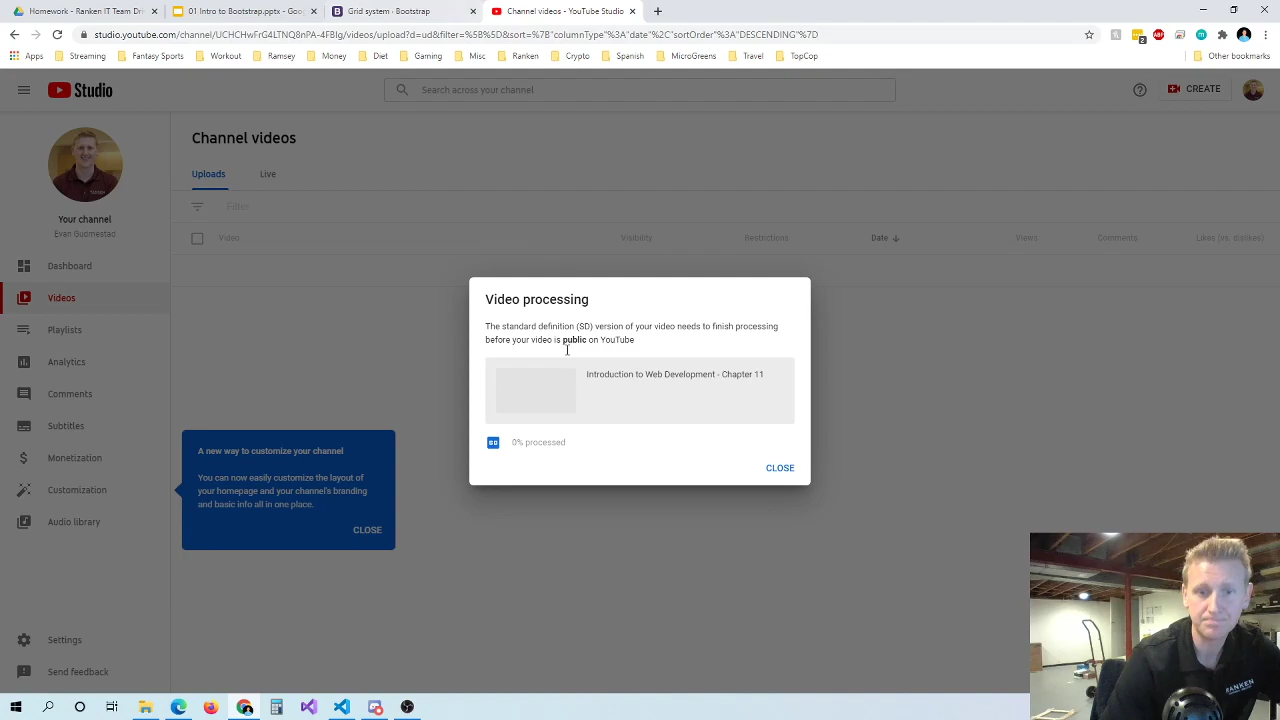 Homework - Ranken IT Team Dri
01 Intro to Bootstrap.pptx - Goo
Grid system · Bootstrap
Channel videos - YouTube Studio
studio.youtube.com/channel/UCHCHwFrG4LTNQ8nPA-4FBIg/videos/upload?d=ud&filter=%5B%5D&sort=%7B"columnType"%3A"date"%2C"sortOrder"%3A"DESCENDING"%7D
2
ABP
Apps
Fantasy Sports
Workout
Money
Ramsey
Diet
Gaming
Misc.
Ranken
Crypto
Spanish
MicroGreens
Travel
TopCop
Other bookmarks
Studio
Search across your channel
CREATE
Your channel
Evan Gudmestad
Dashboard
Videos
Playlists
Analytics
Comments
Subtitles
Monetization
Customization
Audio library
Settings
Send feedback
Channel videos
Uploads
Live
Filter
Video
Visibility
Restrictions
Date
Views
Comments
Likes (vs. dislikes)
A new way to customize your channel
You can now easily customize the layout of
your homepage and your channel's branding
and basic info all in one place.
CLOSE
Video processing
The standard definition (SD) version of your video needs to finish processing
before your video is public on YouTube
Introduction to Web Development - Chapter 11
SD
0% processed
CLOSE
RANKEN